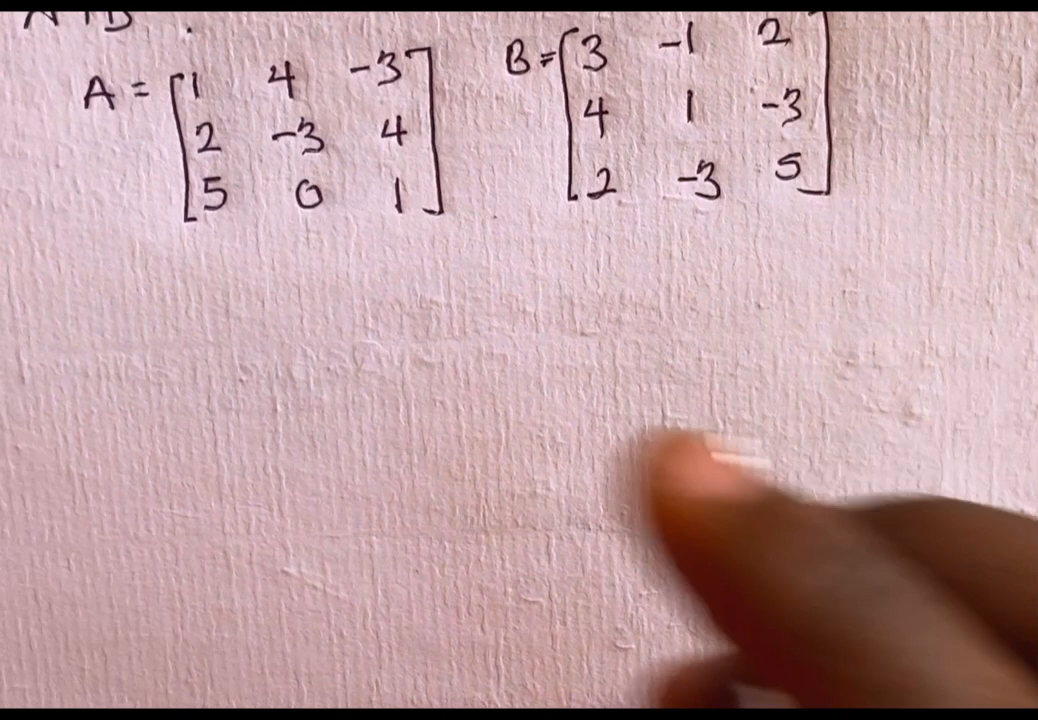 A = [1 4 -3] B = [3 -1 2]
[2 -3 4] [4 1 -3]
[5 0 1] [2 -3 5]